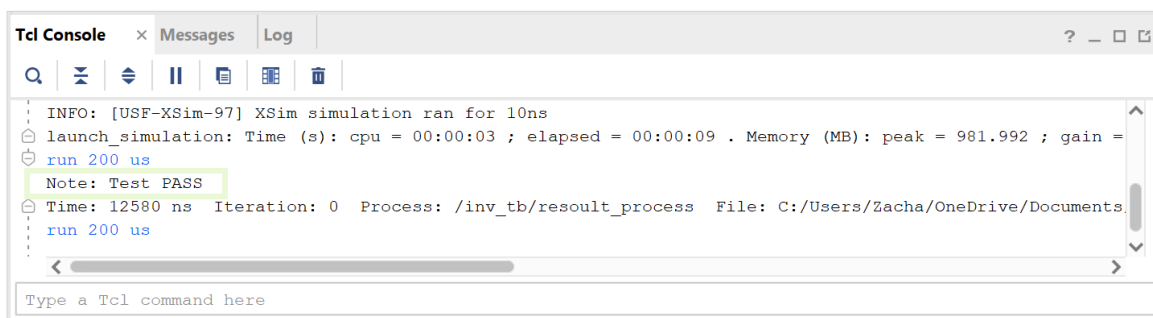 Tcl Console × Messages Log ? _
INFO: [USF-XSim-97] XSim simulation ran for 10ns
launch_simulation: Time (s): cpu = 00:00:03 ; elapsed = 00:00:09 . Memory (MB): peak = 981.992 ; gain =
run 200 us
Note: Test PASS
Time: 12580 ns  Iteration: 0  Process: /inv_tb/resoult_process  File: C:/Users/Zacha/OneDrive/Documents
run 200 us
Type a Tcl command here